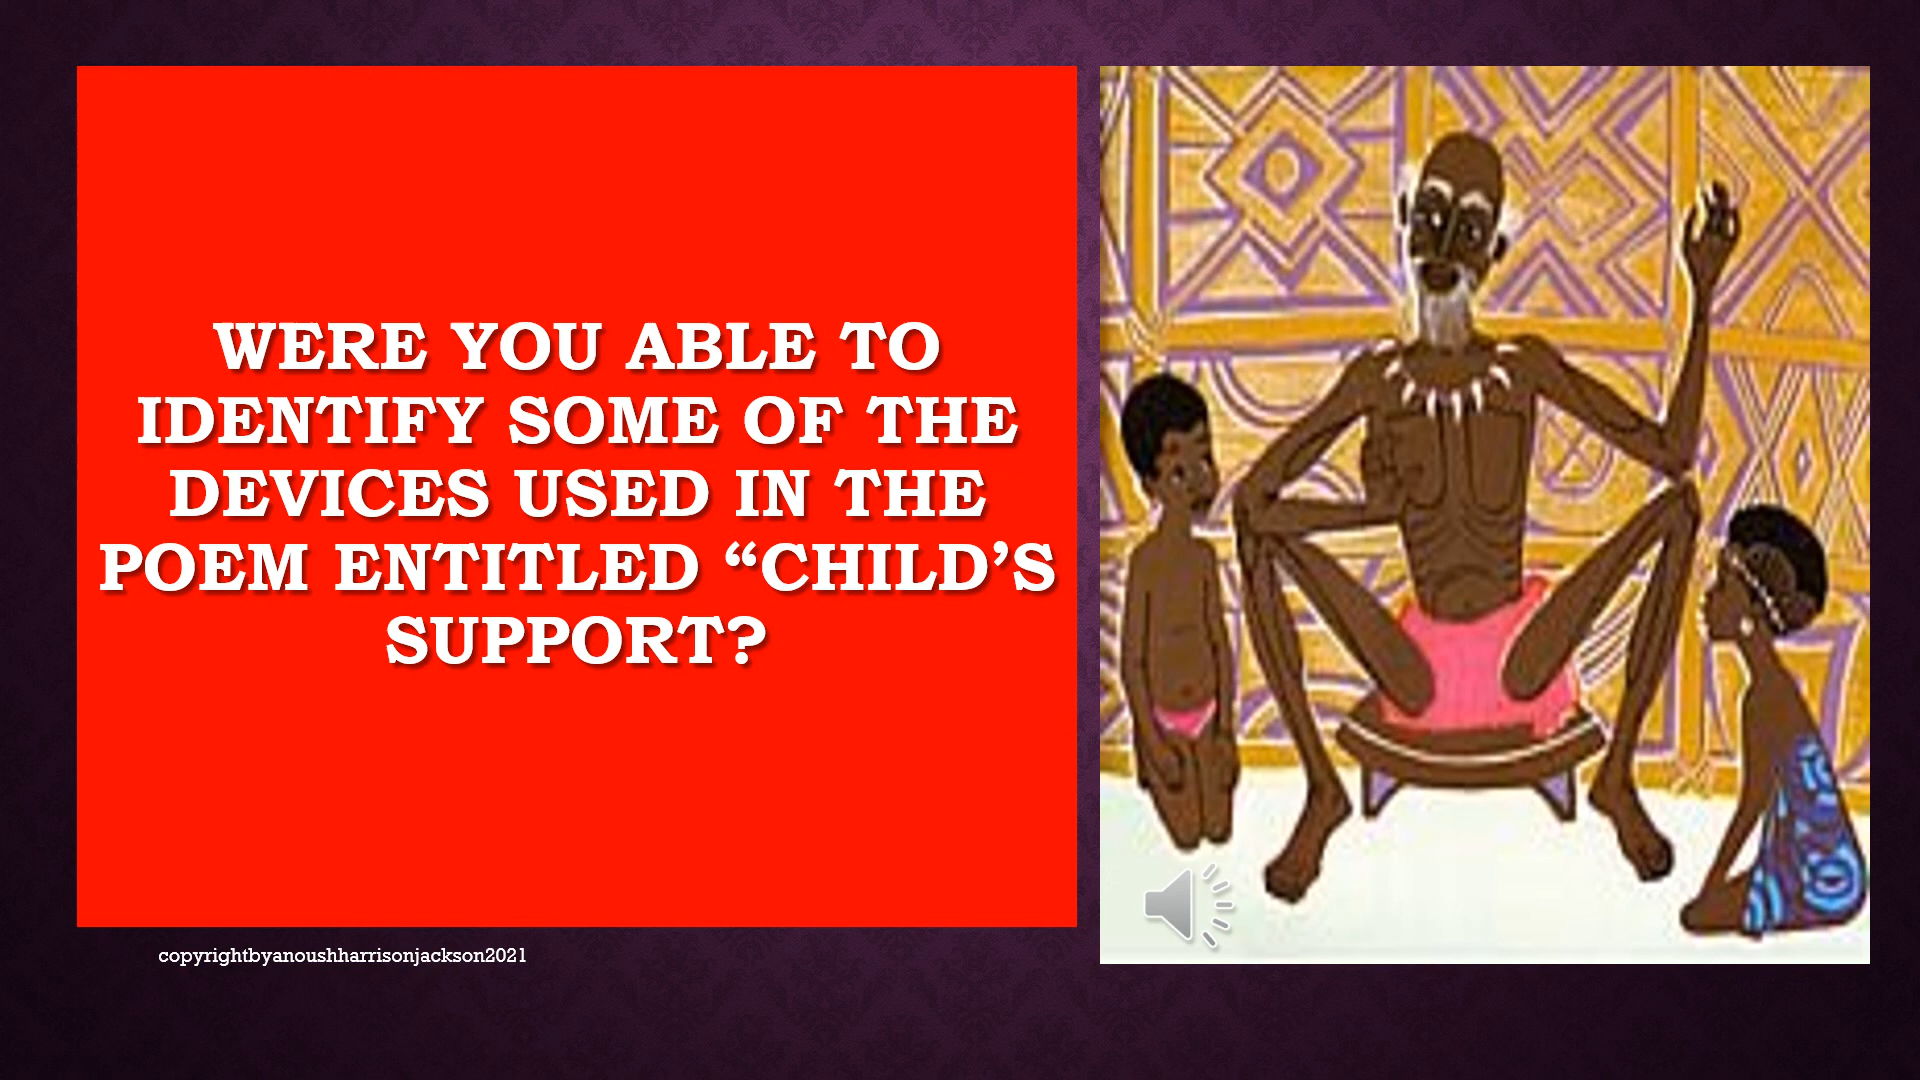 WERE YOU ABLE TO
IDENTIFY SOME OF THE
DEVICES USED IN THE
POEM ENTITLED “CHILD’S
SUPPORT?
copyrightbyanoushharrisonjackson2021